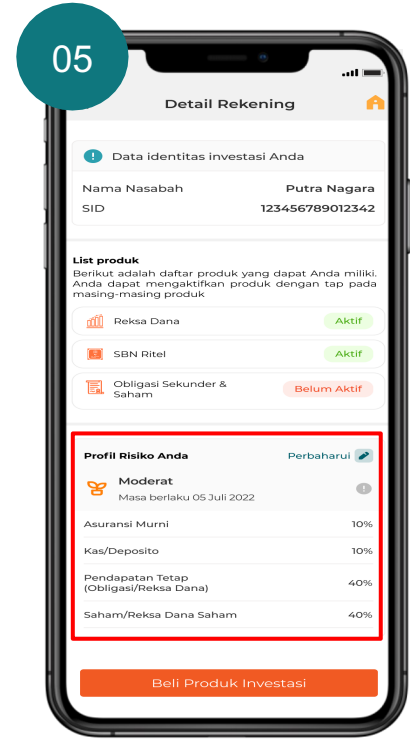 05
Detail Rekening
Data identitas investasi Anda
Nama Nasabah Putra Nagara
SID 123456789012342
List produk
Berikut adalah daftar produk yang dapat Anda miliki.
Anda dapat mengaktifkan produk dengan tap pada
masing-masing produk
Reksa Dana Aktif
SBN Ritel Aktif
Obligasi Sekunder &
Saham
Belum Aktif
Profil Risiko Anda Perbaharui
Moderat
Masa berlaku 05 Juli 2022
Asuransi Murni 10%
Kas/Deposito 10%
Pendapatan Tetap
(Obligasi/Reksa Dana) 40%
Saham/Reksa Dana Saham 40%
Beli Produk Investasi